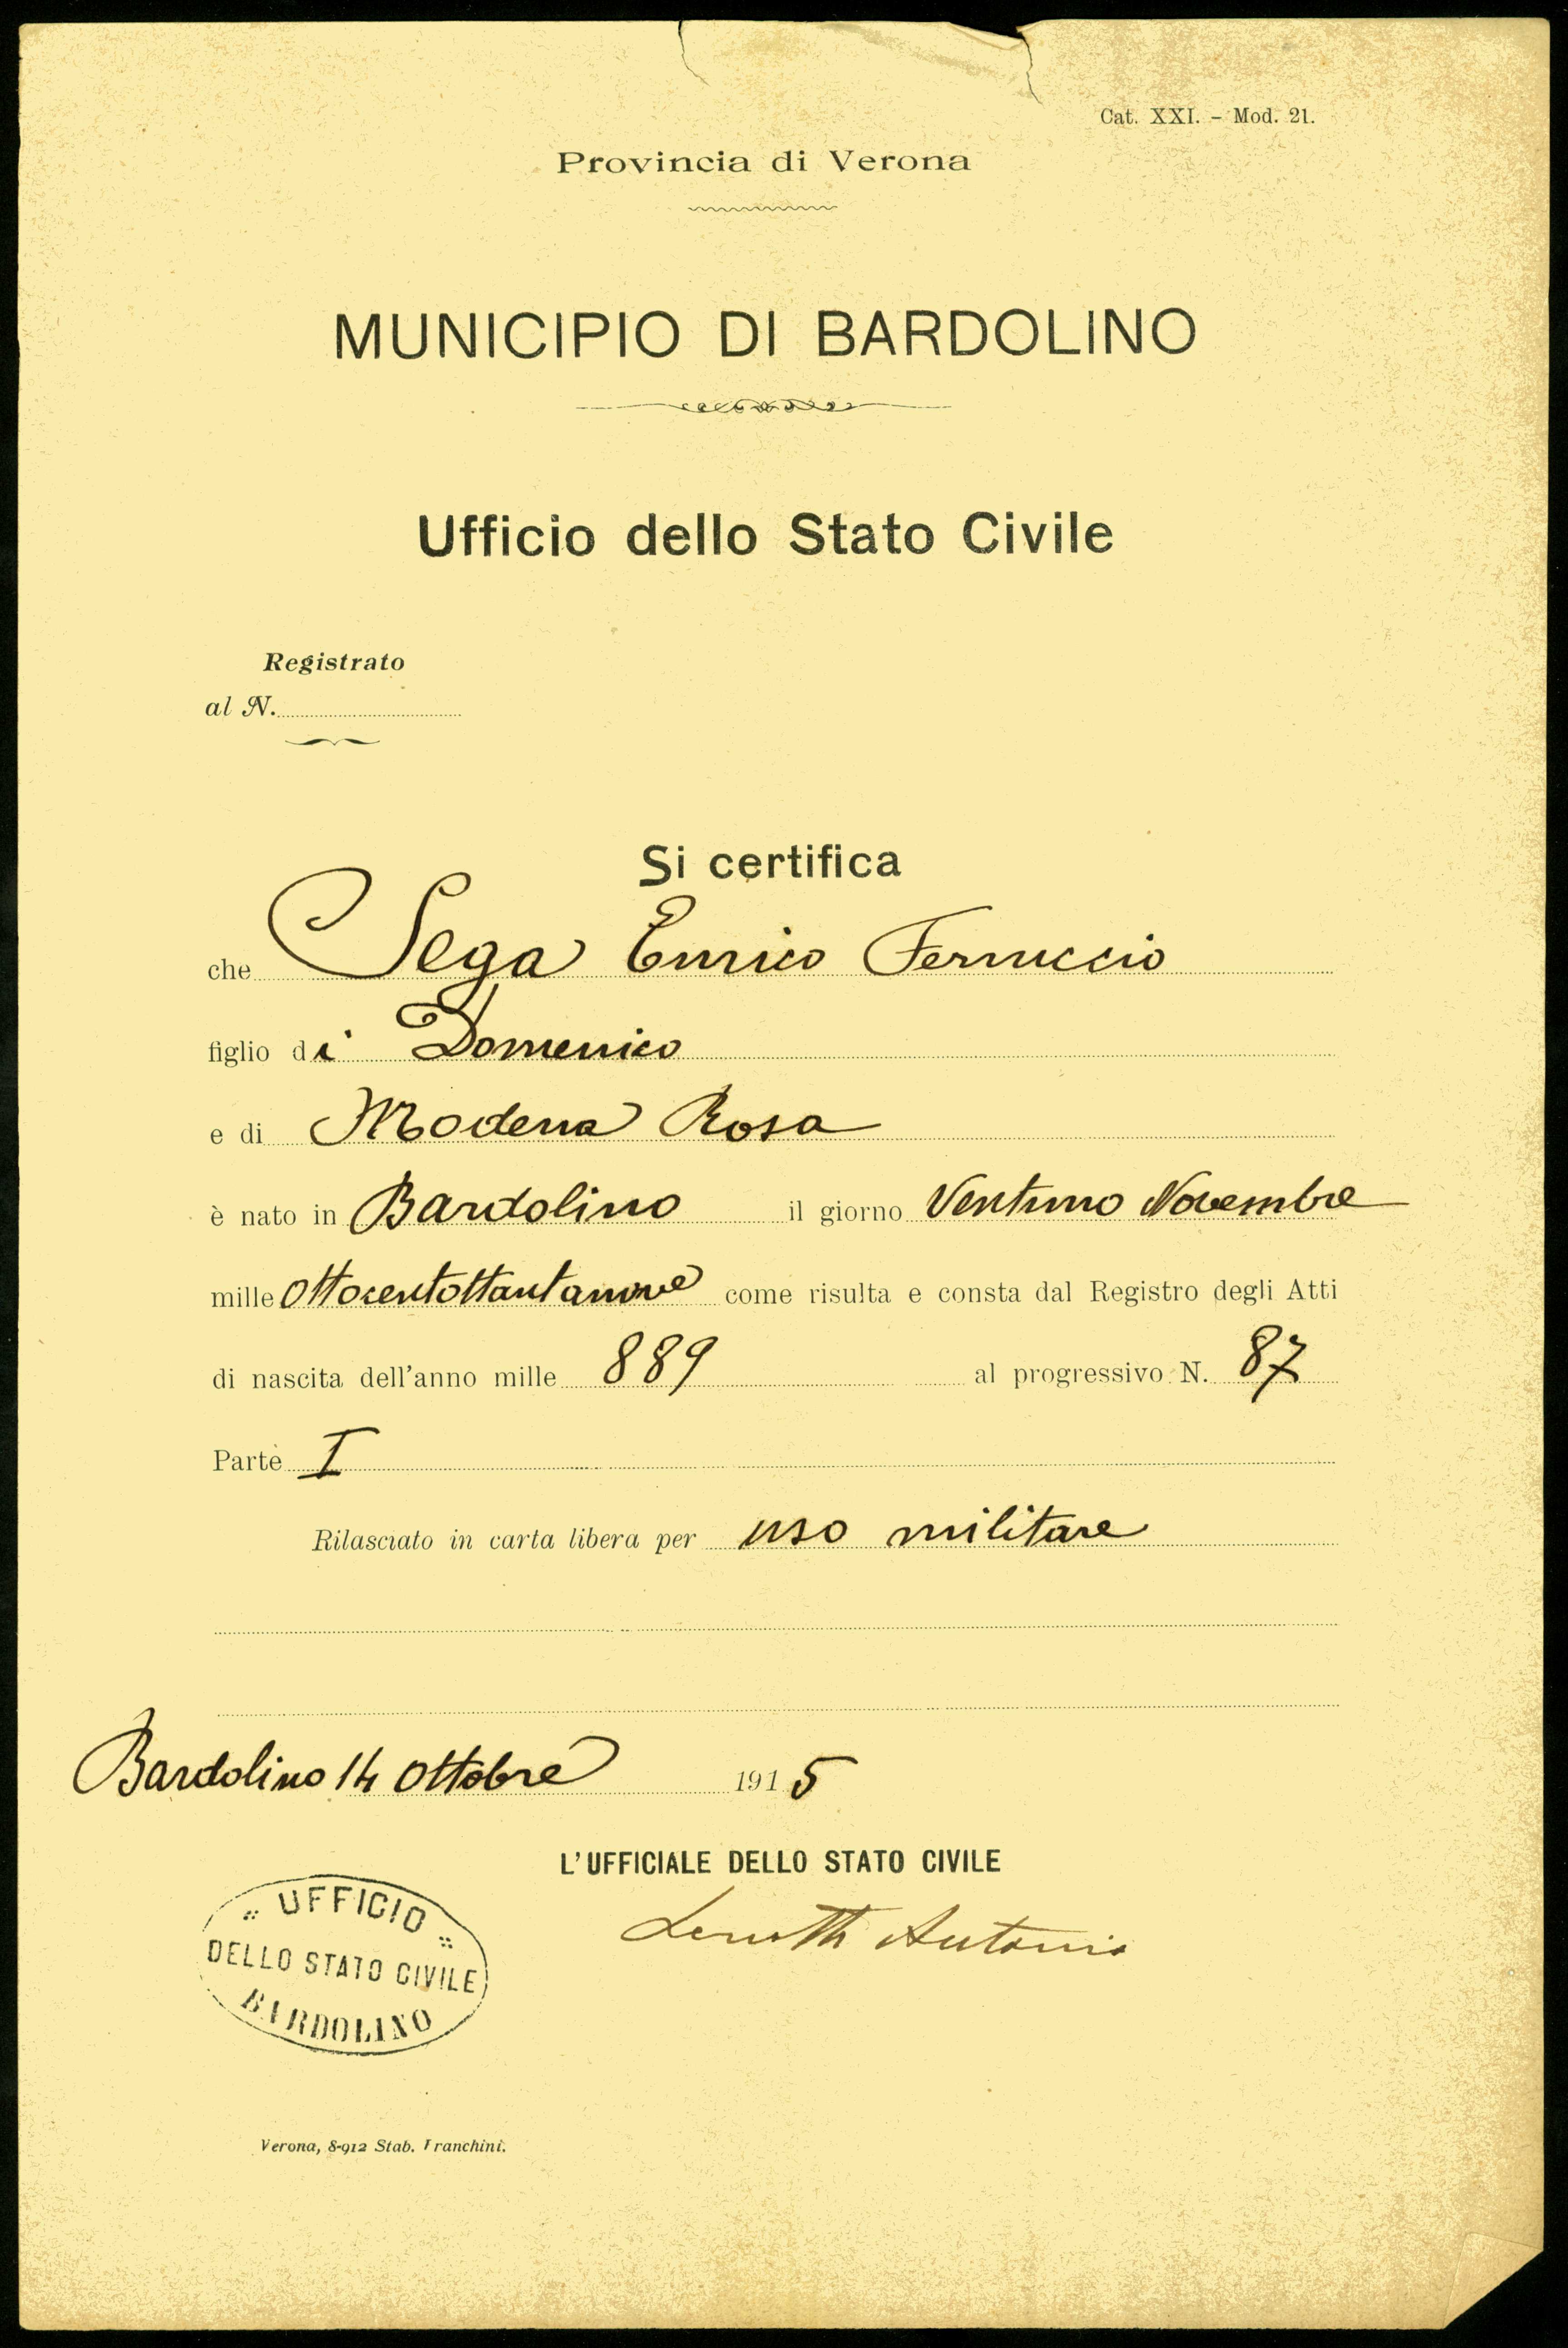 Cat. XXI. - Mod. 21.
Provincia di Verona
MUNICIPIO DI BARDOLINO
Ufficio dello Stato Civile
Registrato
al N.
Si certifica
che Sega Enrico Ferruccio
figlio di Domenico
e di Modena Rosa
è nato in Bardolino il giorno Ventuno Novembre
mille ottocentottantanove come risulta e consta dal Registro degli Atti
di nascita dell'anno mille 889 al progressivo N. 87
Parte I
Rilasciato in carta libera per uso militare
Bardolino 14 Ottobre 1915
L'UFFICIALE DELLO STATO CIVILE
Antonio
UFFICIO
DELLO STATO CIVILE
BARDOLINO
Verona, 8-912 Stab. Franchini.